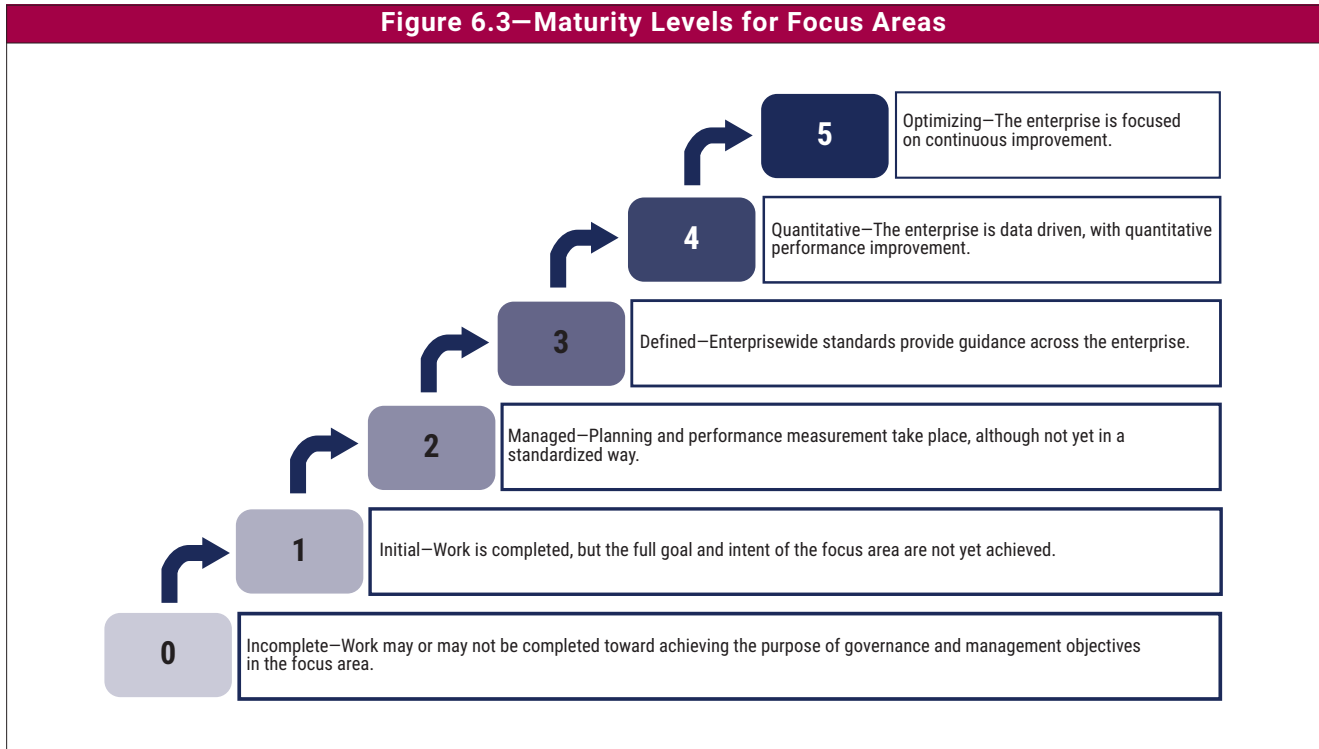 Figure 6.3—Maturity Levels for Focus Areas
5
Optimizing—The enterprise is focused
on continuous improvement.
4
Quantitative—The enterprise is data driven, with quantitative
performance improvement.
3
Defined—Enterprisewide standards provide guidance across the enterprise.
2
Managed—Planning and performance measurement take place, although not yet in a
standardized way.
1
Initial—Work is completed, but the full goal and intent of the focus area are not yet achieved.
0
Incomplete—Work may or may not be completed toward achieving the purpose of governance and management objectives
in the focus area.